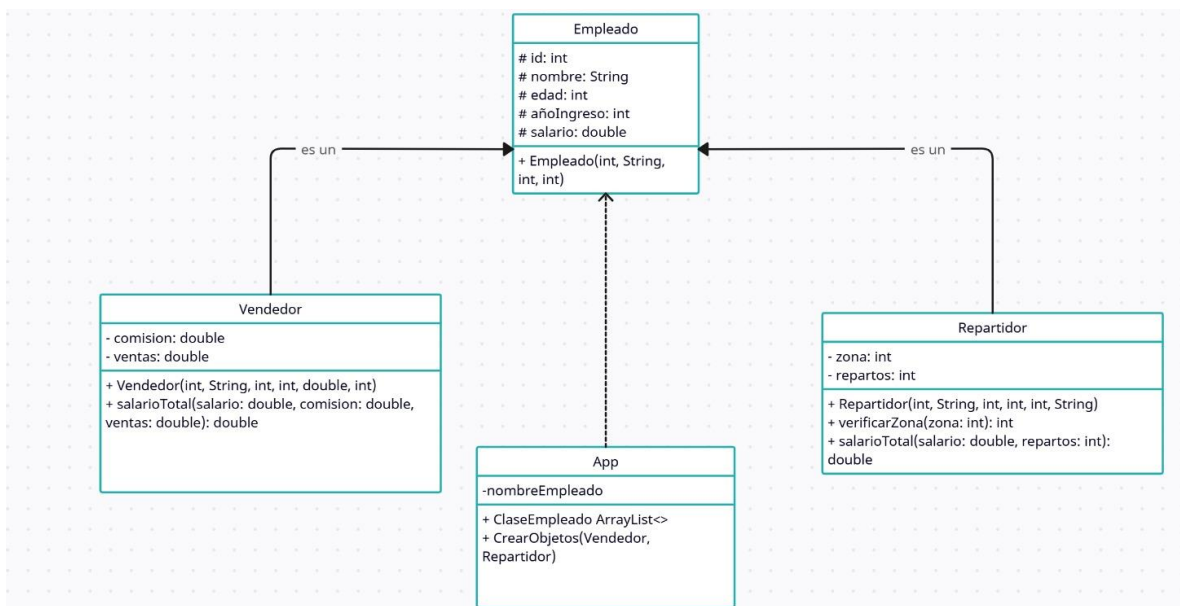 Empleado
# id: int
# nombre: String
# edad: int
# añoIngreso: int
# salario: double
+ Empleado(int, String,
int, int)
es un
es un
Vendedor
- comision: double
- ventas: double
+ Vendedor(int, String, int, int, double, int)
+ salarioTotal(salario: double, comision: double,
ventas: double): double
Repartidor
- zona: int
- repartos: int
+ Repartidor(int, String, int, int, int, String)
+ verificarZona(zona: int): int
+ salarioTotal(salario: double, repartos: int):
double
App
-nombreEmpleado
+ ClaseEmpleado ArrayList<>
+ CrearObjetos(Vendedor,
Repartidor)